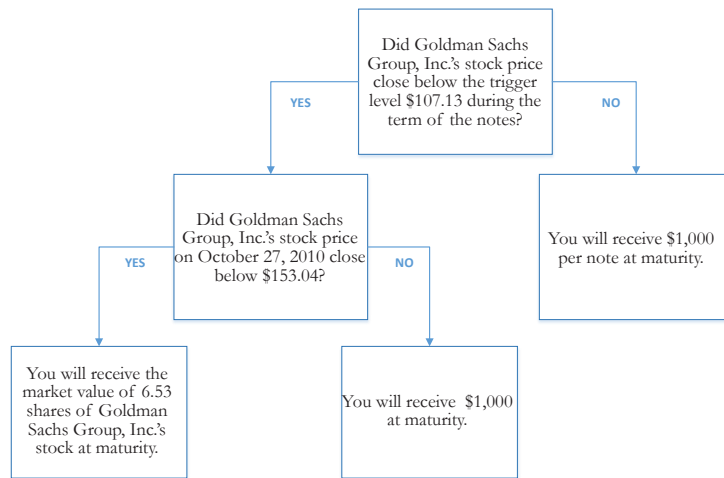 Did Goldman Sachs
Group, Inc.'s stock price
close below the trigger
level $107.13 during the
term of the notes?
YES
NO
Did Goldman Sachs
Group, Inc.'s stock price
on October 27, 2010 close
below $153.04?
You will receive $1,000
per note at maturity.
YES
NO
You will receive the
market value of 6.53
shares of Goldman
Sachs Group, Inc.'s
stock at maturity.
You will receive $1,000
at maturity.